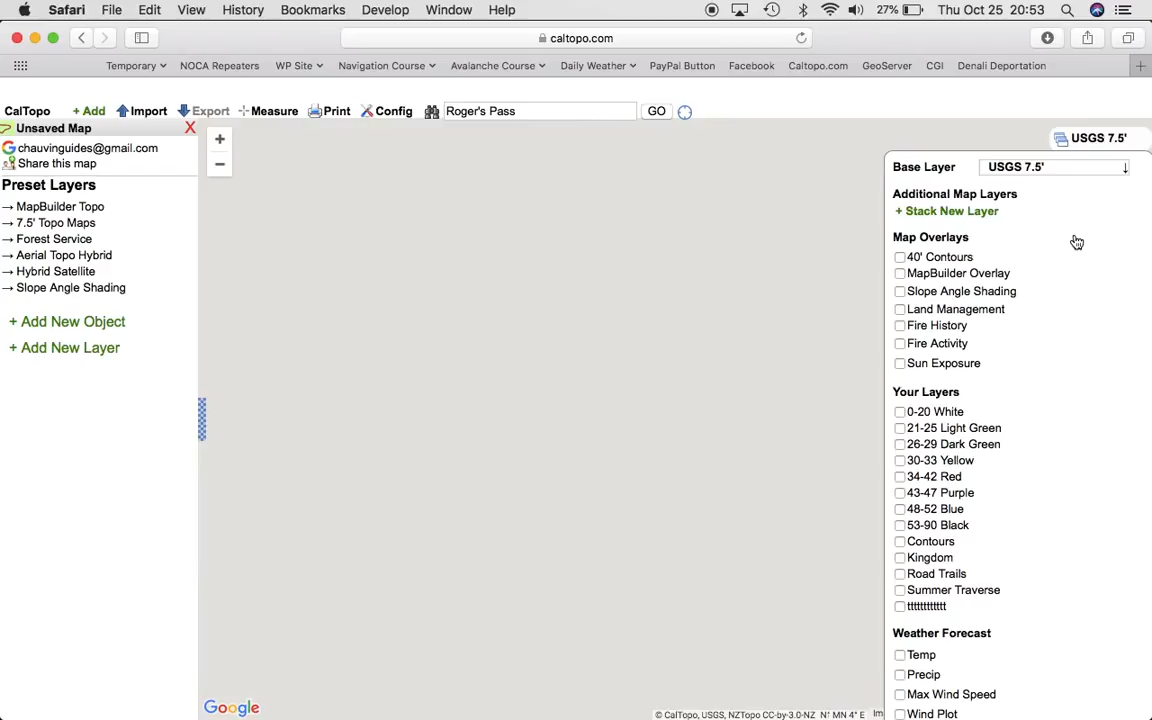 Safari File Edit View History Bookmarks Develop Window Help 27% Thu Oct 25 20:53
caltopo.com
Temporary NOCA Repeaters WP Site Navigation Course Avalanche Course Daily Weather PayPal Button Facebook Caltopo.com GeoServer CGI Denali Deportation
CalTopo + Add Import Export Measure Print Config Roger's Pass GO
Unsaved Map X
chauvinguides@gmail.com
Share this map
Preset Layers
→ MapBuilder Topo
→ 7.5' Topo Maps
→ Forest Service
→ Aerial Topo Hybrid
→ Hybrid Satellite
→ Slope Angle Shading
+ Add New Object
+ Add New Layer
+
−
USGS 7.5'
Base Layer USGS 7.5' ↓
Additional Map Layers
+ Stack New Layer
Map Overlays
40' Contours
MapBuilder Overlay
Slope Angle Shading
Land Management
Fire History
Fire Activity
Sun Exposure
Your Layers
0-20 White
21-25 Light Green
26-29 Dark Green
30-33 Yellow
34-42 Red
43-47 Purple
48-52 Blue
53-90 Black
Contours
Kingdom
Road Trails
Summer Traverse
Weather Forecast
Temp
Precip
Max Wind Speed
Wind Plot
Google
© CalTopo, USGS, NZTopo CC-by-3.0-NZ MN 4° E Im